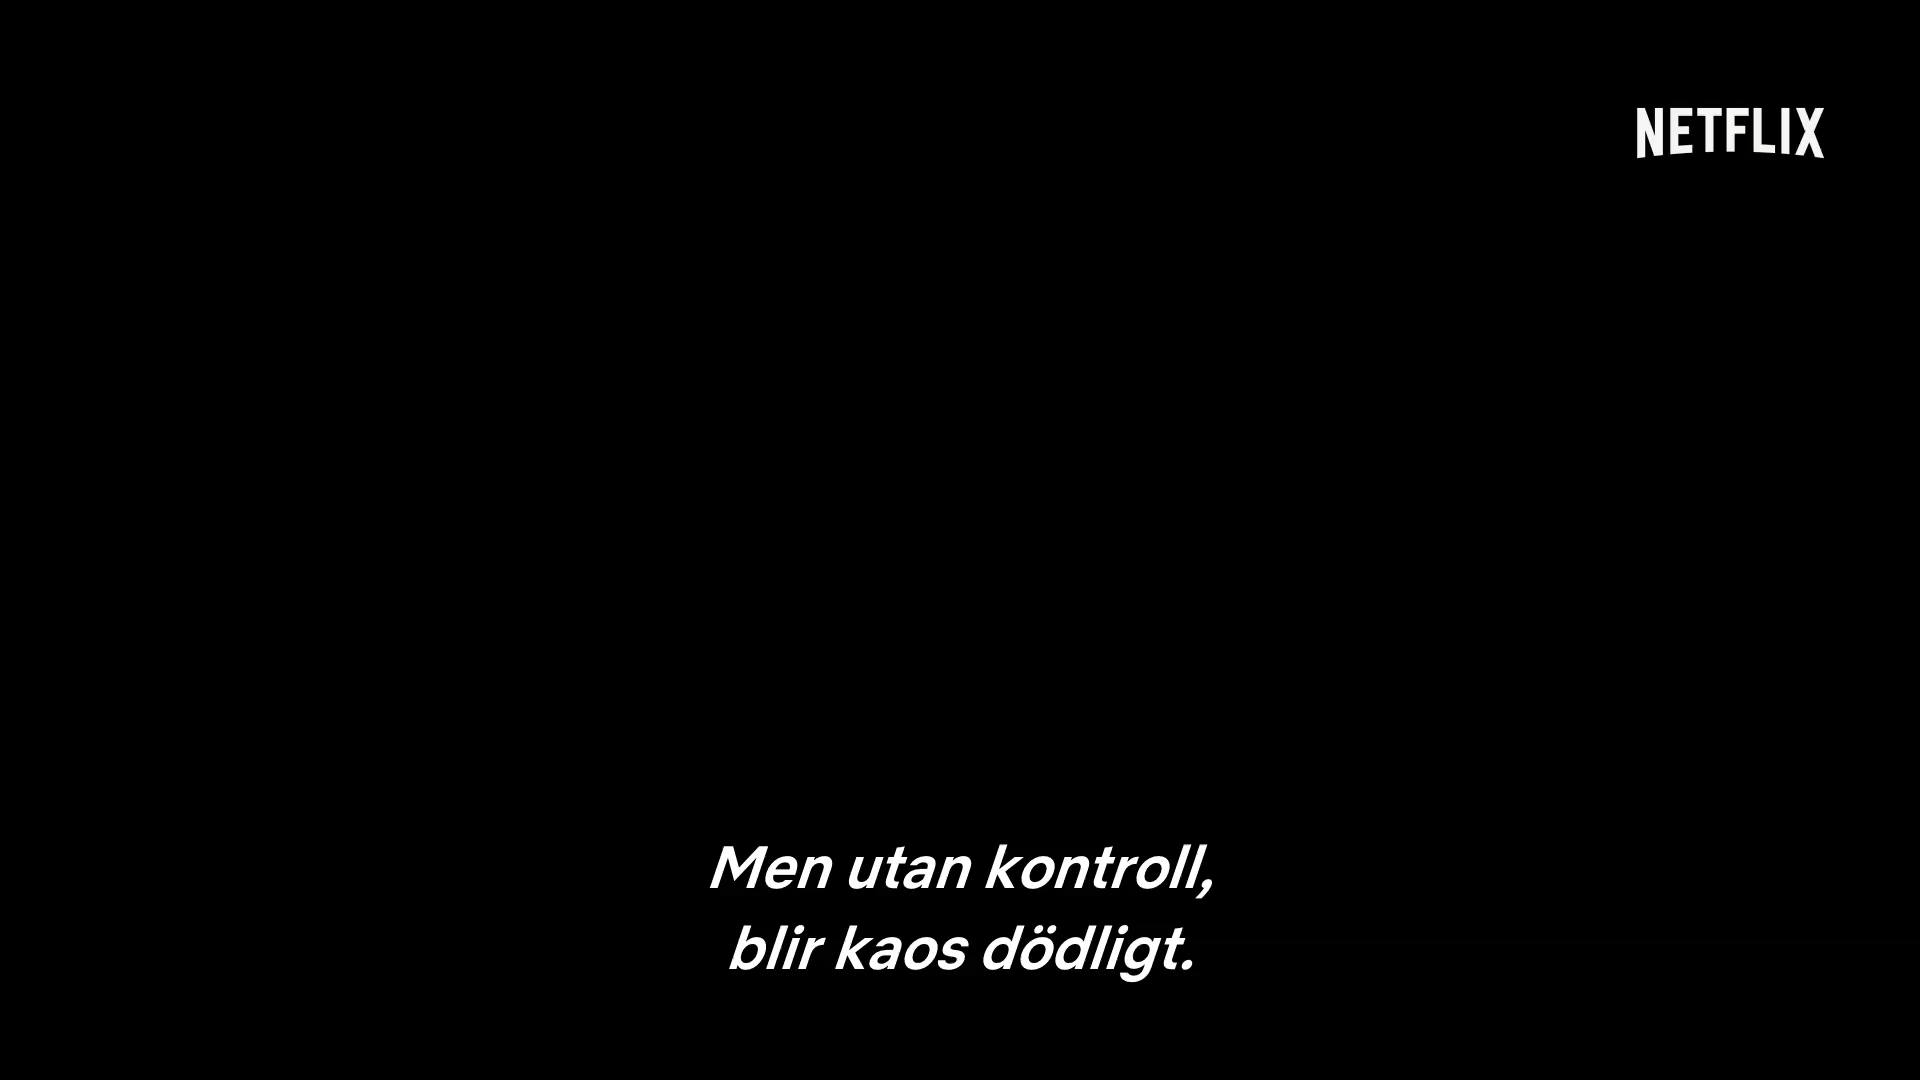 NETFLIX
Men utan kontroll,
blir kaos dödligt.